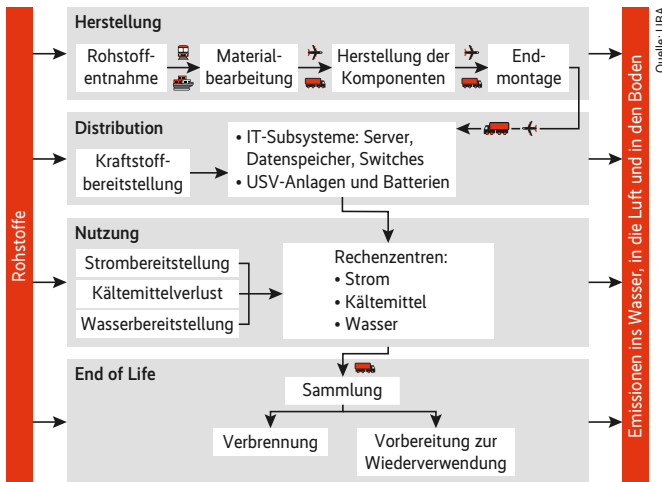 Herstellung
Rohstoff-
entnahme
Material-
bearbeitung
Herstellung der
Komponenten
End-
montage
Distribution
Kraftstoff-
bereitstellung
• IT-Subsysteme: Server,
Datenspeicher, Switches
• USV-Anlagen und Batterien
Nutzung
Strombereitstellung
Kältemittelverlust
Wasserbereitstellung
Rechenzentren:
• Strom
• Kältemittel
• Wasser
End of Life
Sammlung
Verbrennung
Vorbereitung zur
Wiederverwendung
Rohstoffe
Emissionen ins Wasser, in die Luft und in den Boden
Quelle: UBA